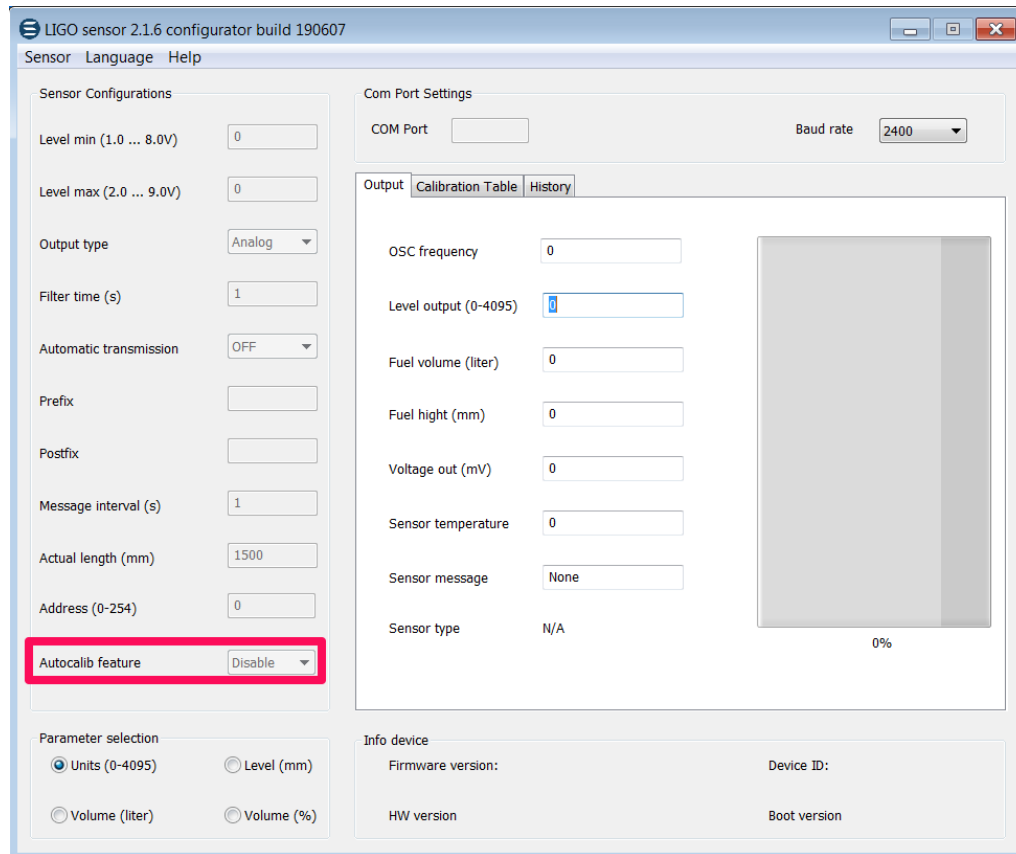 LIGO sensor 2.1.6 configurator build 190607
Sensor Language Help
Sensor Configurations
Level min (1.0 ... 8.0V) 0
Level max (2.0 ... 9.0V) 0
Output type Analog
Filter time (s) 1
Automatic transmission OFF
Prefix
Postfix
Message interval (s) 1
Actual length (mm) 1500
Address (0-254) 0
Autocalib feature Disable
Parameter selection
Units (0-4095) Level (mm)
Volume (liter) Volume (%)
Com Port Settings
COM Port Baud rate 2400
Output Calibration Table History
OSC frequency 0
Level output (0-4095) 0
Fuel volume (liter) 0
Fuel hight (mm) 0
Voltage out (mV) 0
Sensor temperature 0
Sensor message None
Sensor type N/A
0%
Info device
Firmware version: Device ID:
HW version Boot version